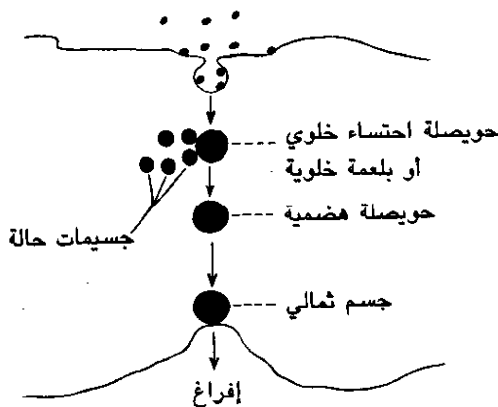 حويصلة احتساء خلوي
أو بلعمة خلوية
حويصلة هضمية
جسيمات حالة
جسم ثمالي
إفراغ